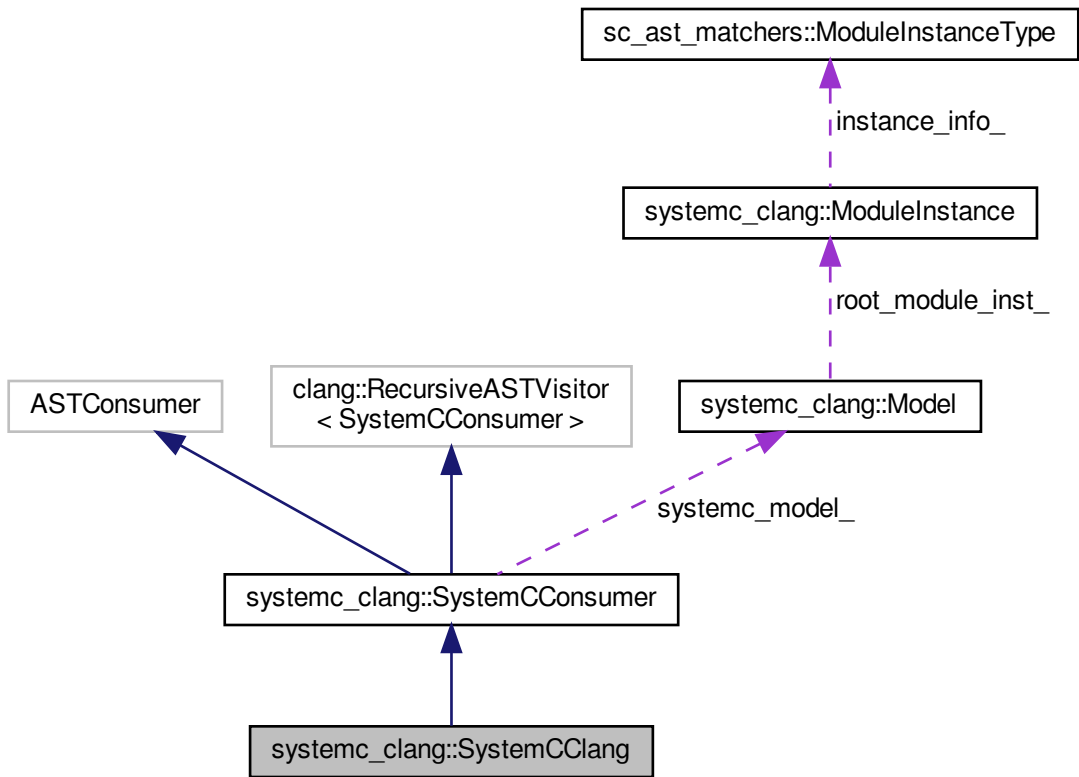 sc_ast_matchers::ModuleInstanceType
instance_info_
systemc_clang::ModuleInstance
root_module_inst_
ASTConsumer
clang::RecursiveASTVisitor
< SystemCConsumer >
systemc_clang::Model
systemc_model_
systemc_clang::SystemCConsumer
systemc_clang::SystemCClang